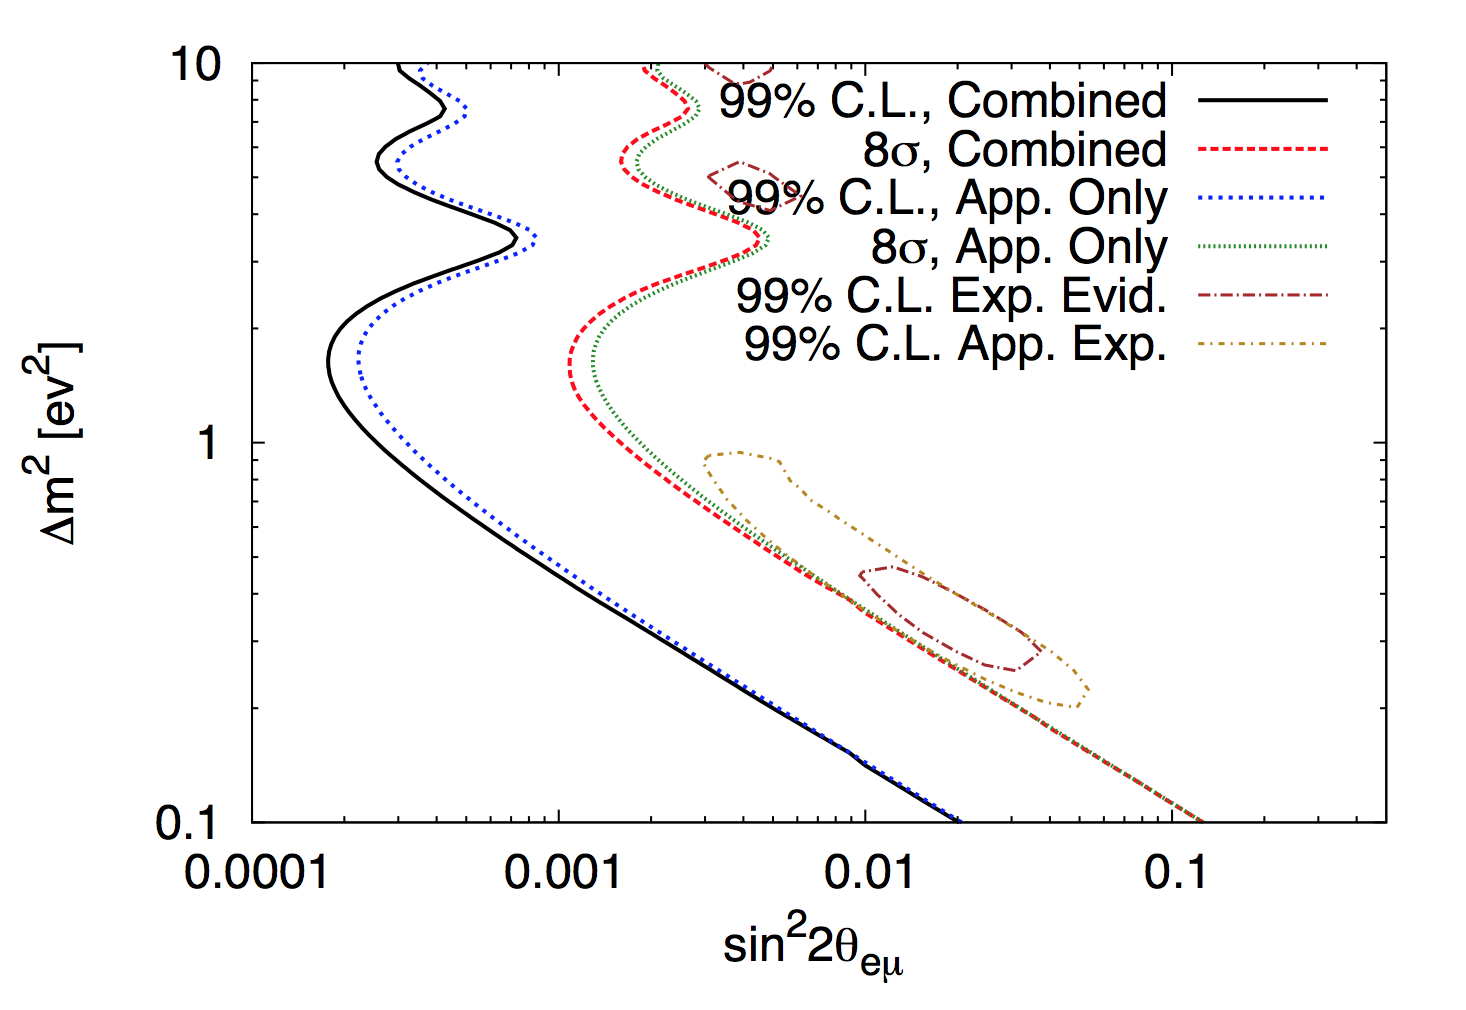 10
1
0.1
Δm² [ev²]
99% C.L., Combined
8σ, Combined
99% C.L., App. Only
8σ, App. Only
99% C.L. Exp. Evid.
99% C.L. App. Exp.
0.0001 0.001 0.01 0.1
sin²2θeμ